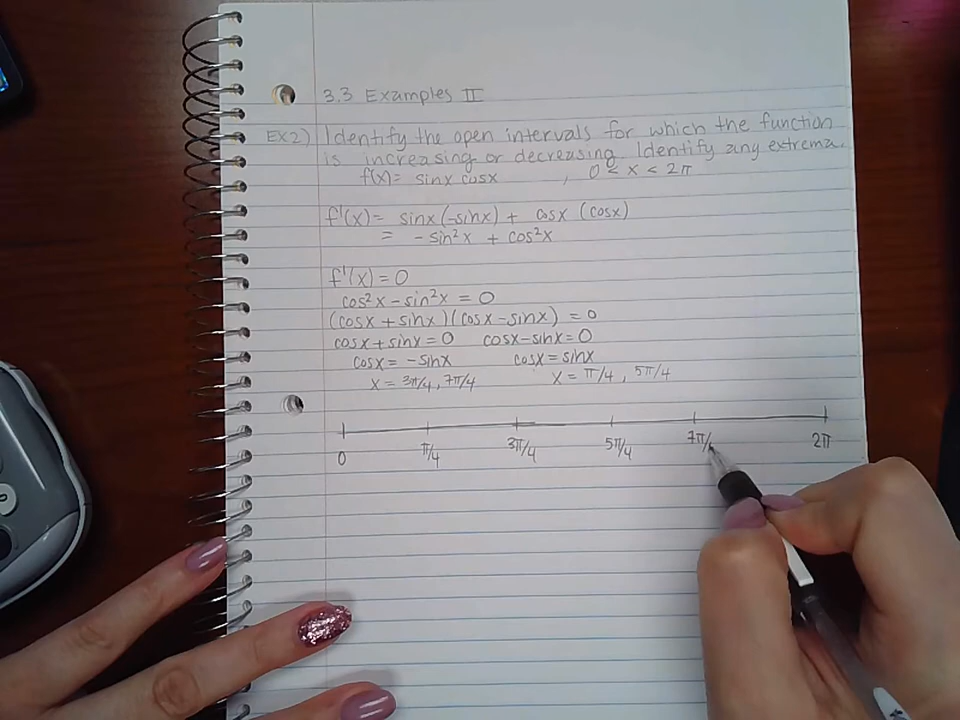 3.3 Examples II
EX2) Identify the open intervals for which the function
is increasing or decreasing. Identify any extrema.
f(x) = sinx cosx , 0 < x < 2π
f'(x) = sinx(-sinx) + cosx (cosx)
= -sin²x + cos²x
f'(x) = 0
cos²x - sin²x = 0
(cosx + sinx)(cosx - sinx) = 0
cosx + sinx = 0 cosx - sinx = 0
cosx = -sinx cosx = sinx
x = 3π/4, 7π/4 x = π/4, 5π/4
0 π/4 3π/4 5π/4 7π/ 2π